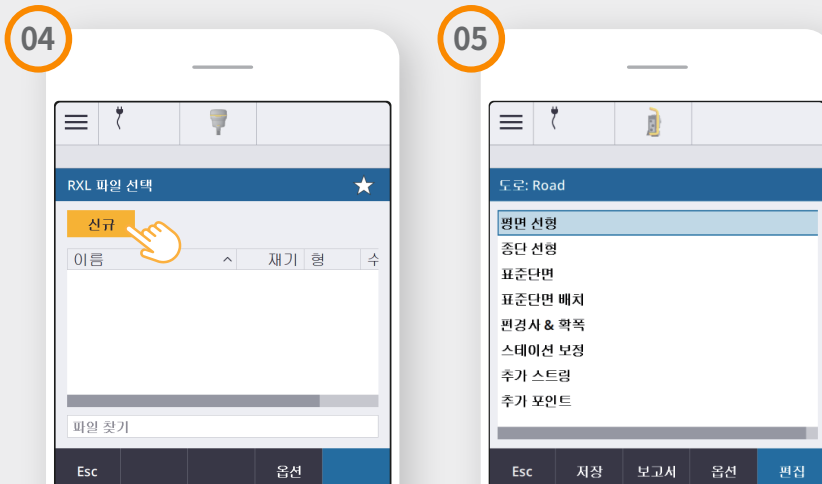 04
RXL 파일 선택
신규
이름 재기 형 수
파일 찾기
Esc 옵션
05
도로: Road
평면 선형
종단 선형
표준단면
표준단면 배치
편경사 & 확폭
스테이션 보정
추가 스트링
추가 포인트
Esc 저장 보고서 옵션 편집